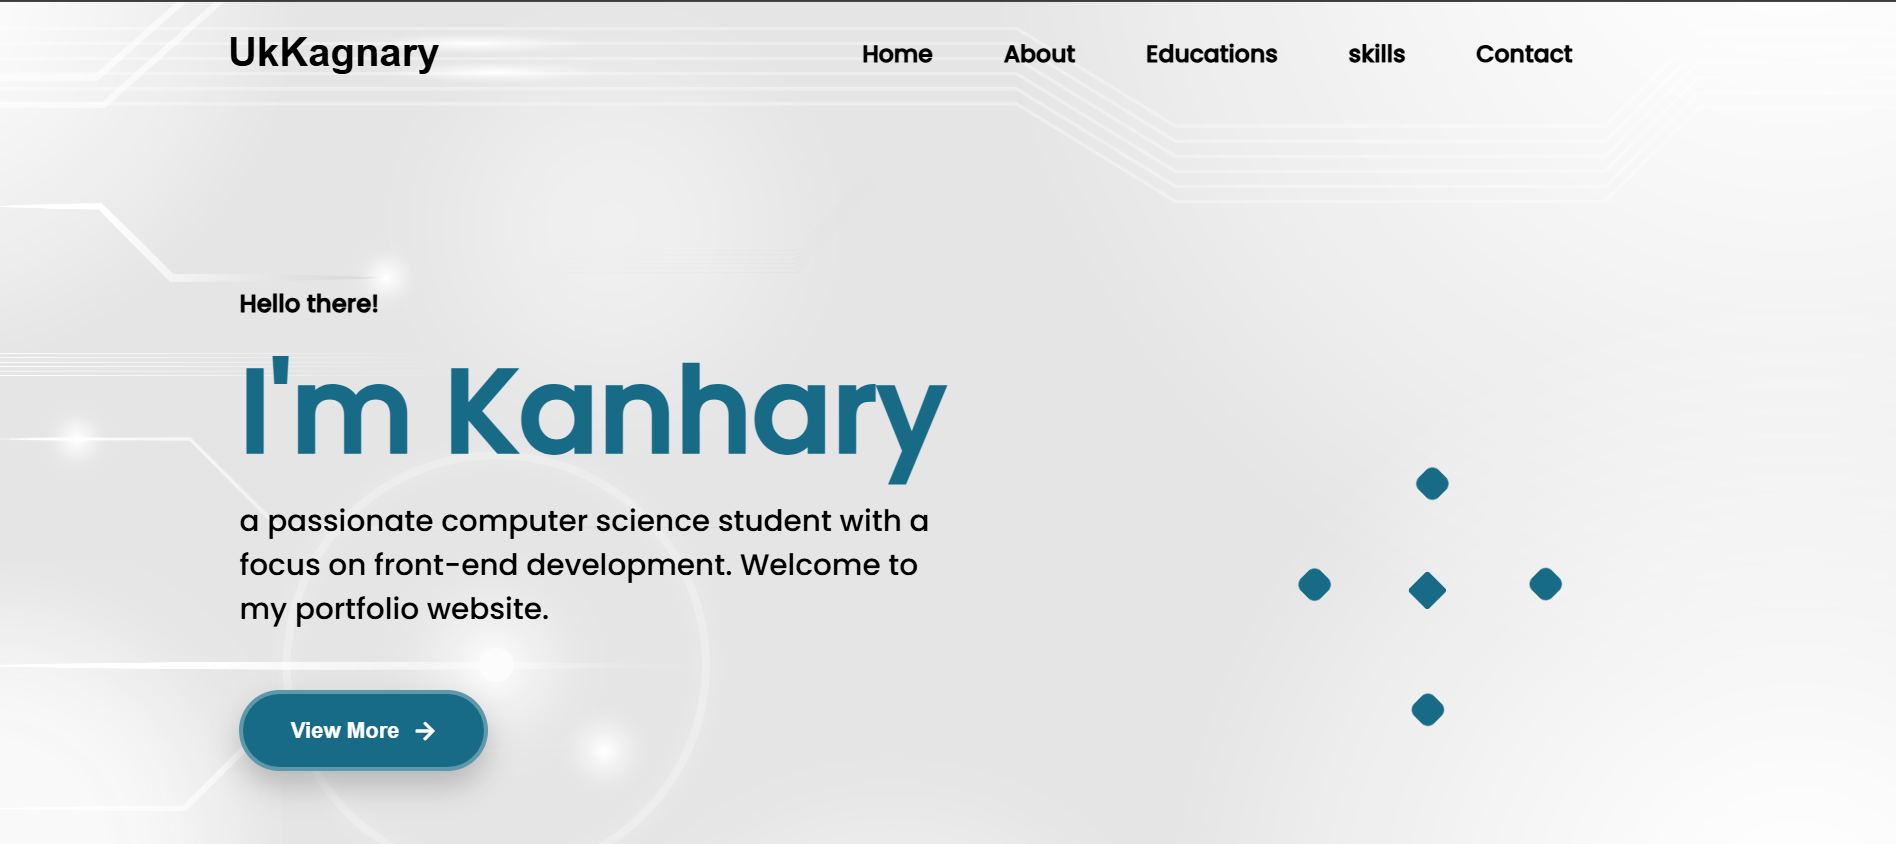 UkKagnary
Home About Educations skills Contact
Hello there!
I'm Kanhary
a passionate computer science student with a
focus on front-end development. Welcome to
my portfolio website.
View More